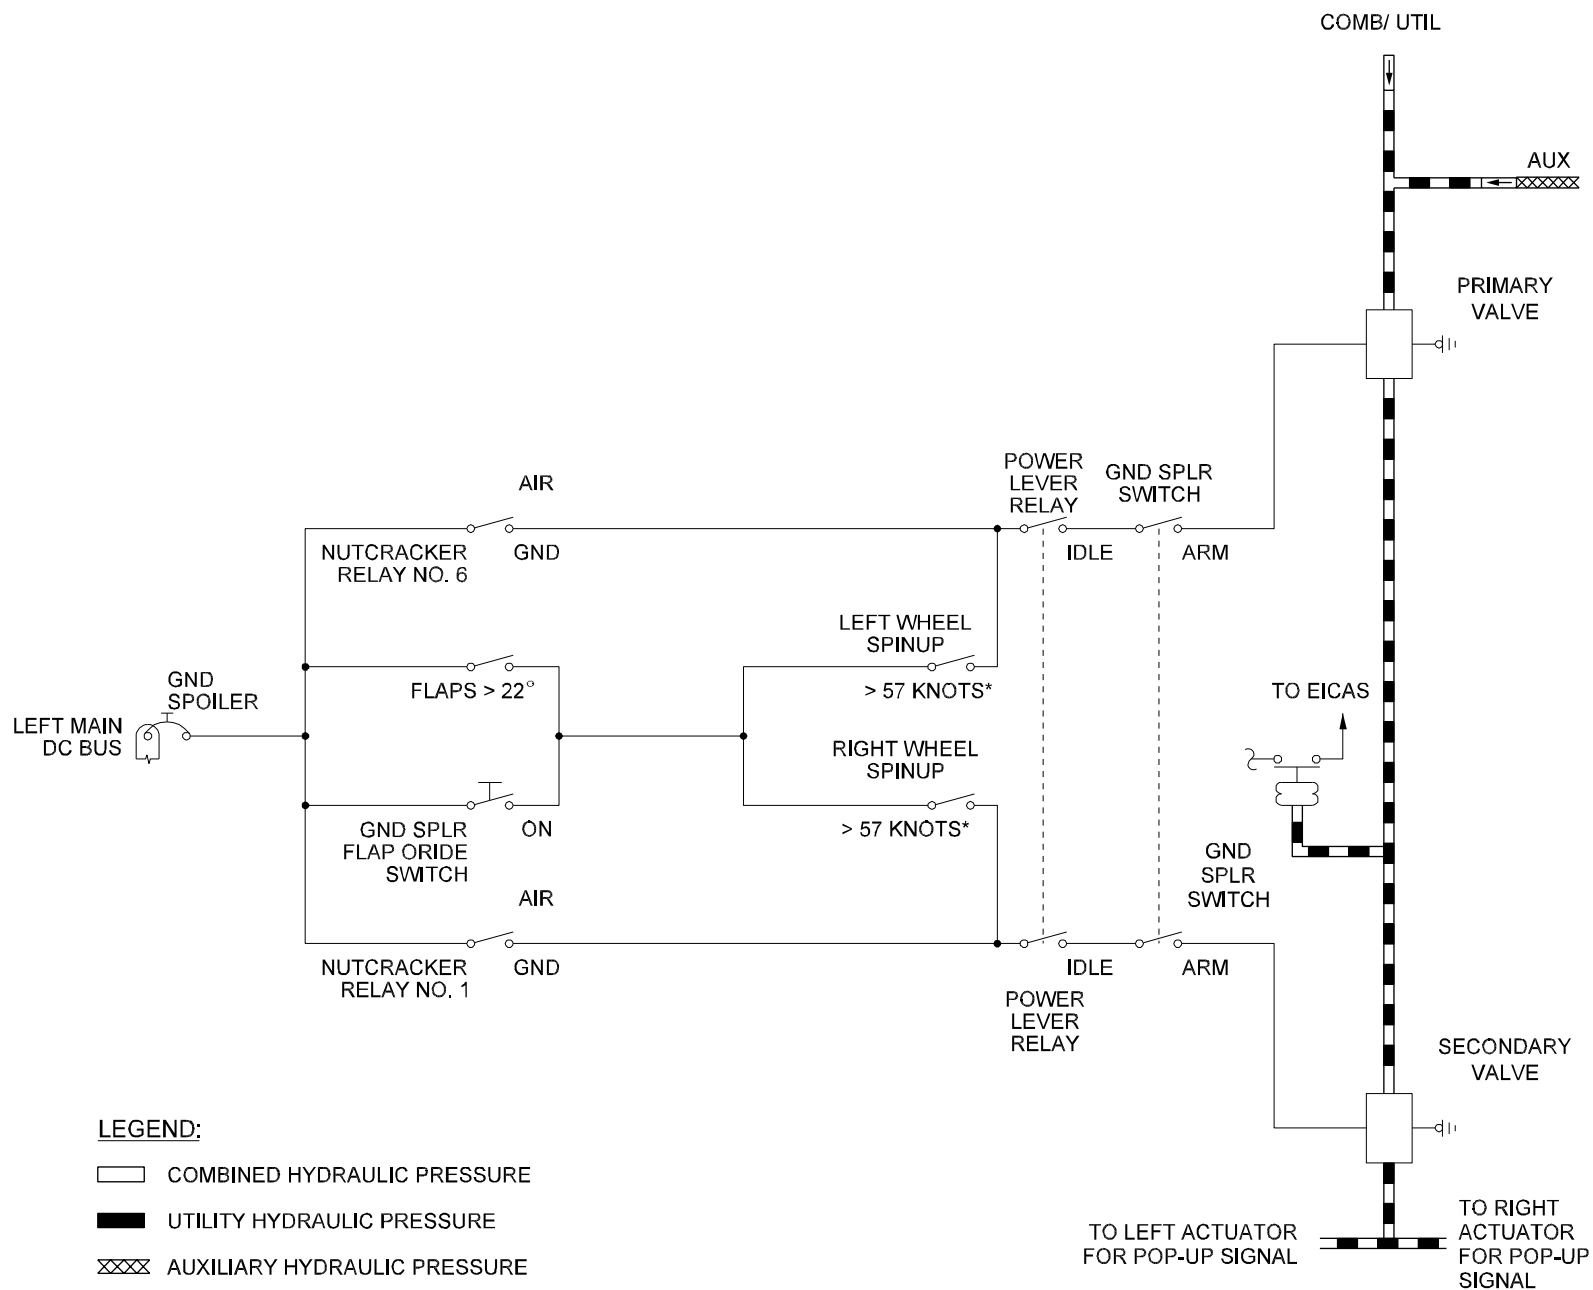 COMB/ UTIL
AUX
PRIMARY
VALVE
AIR
POWER
LEVER
RELAY
GND SPLR
SWITCH
NUTCRACKER
RELAY NO. 6
GND
IDLE
ARM
LEFT WHEEL
SPINUP
GND
SPOILER
FLAPS > 22°
> 57 KNOTS*
TO EICAS
LEFT MAIN
DC BUS
RIGHT WHEEL
SPINUP
GND SPLR
FLAP ORIDE
SWITCH
ON
> 57 KNOTS*
GND
SPLR
SWITCH
AIR
NUTCRACKER
RELAY NO. 1
GND
IDLE
ARM
POWER
LEVER
RELAY
SECONDARY
VALVE
LEGEND:
COMBINED HYDRAULIC PRESSURE
UTILITY HYDRAULIC PRESSURE
AUXILIARY HYDRAULIC PRESSURE
TO LEFT ACTUATOR
FOR POP-UP SIGNAL
TO RIGHT
ACTUATOR
FOR POP-UP
SIGNAL